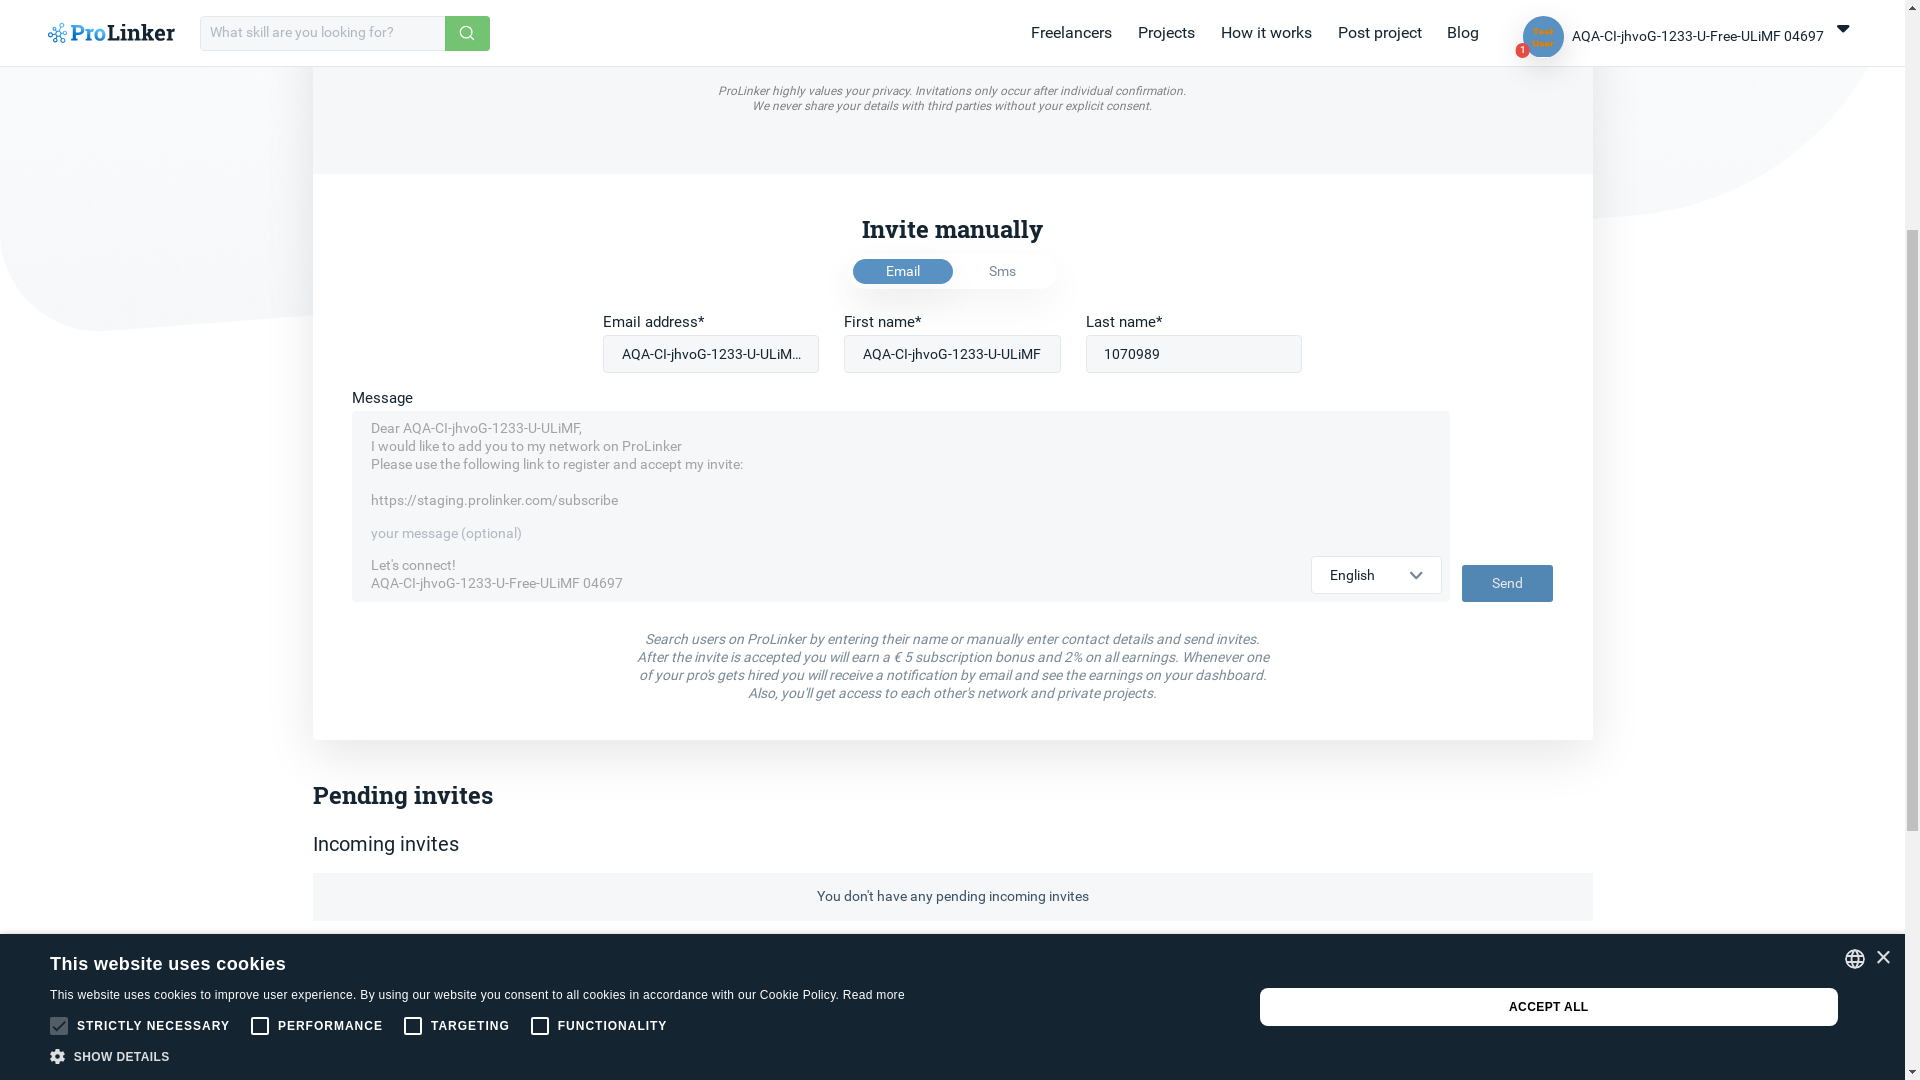 ProLinker
What skill are you looking for?
Freelancers
Projects
How it works
Post project
Blog
Test
User
1
AQA-CI-jhvoG-1233-U-Free-ULiMF 04697
ProLinker highly values your privacy. Invitations only occur after individual confirmation.
We never share your details with third parties without your explicit consent.
Invite manually
Email
Sms
Email address*
First name*
Last name*
AQA-CI-jhvoG-1233-U-ULiM...
AQA-CI-jhvoG-1233-U-ULiMF
1070989
Message
Dear AQA-CI-jhvoG-1233-U-ULiMF,
I would like to add you to my network on ProLinker
Please use the following link to register and accept my invite:
https://staging.prolinker.com/subscribe
your message (optional)
Let's connect!
AQA-CI-jhvoG-1233-U-Free-ULiMF 04697
English
Send
Search users on ProLinker by entering their name or manually enter contact details and send invites.
After the invite is accepted you will earn a € 5 subscription bonus and 2% on all earnings. Whenever one
of your pro's gets hired you will receive a notification by email and see the earnings on your dashboard.
Also, you'll get access to each other's network and private projects.
Pending invites
Incoming invites
You don't have any pending incoming invites
This website uses cookies
This website uses cookies to improve user experience. By using our website you consent to all cookies in accordance with our Cookie Policy. Read more
STRICTLY NECESSARY
PERFORMANCE
TARGETING
FUNCTIONALITY
SHOW DETAILS
ACCEPT ALL